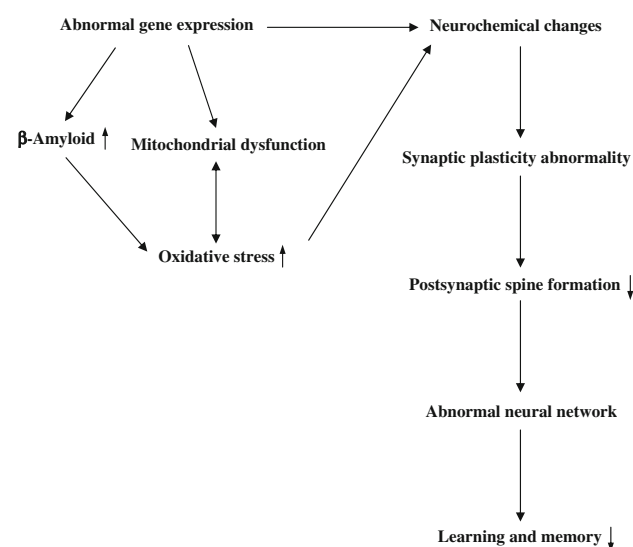 Abnormal gene expression
Neurochemical changes
β-Amyloid
Mitochondrial dysfunction
Synaptic plasticity abnormality
Oxidative stress
Postsynaptic spine formation
Abnormal neural network
Learning and memory